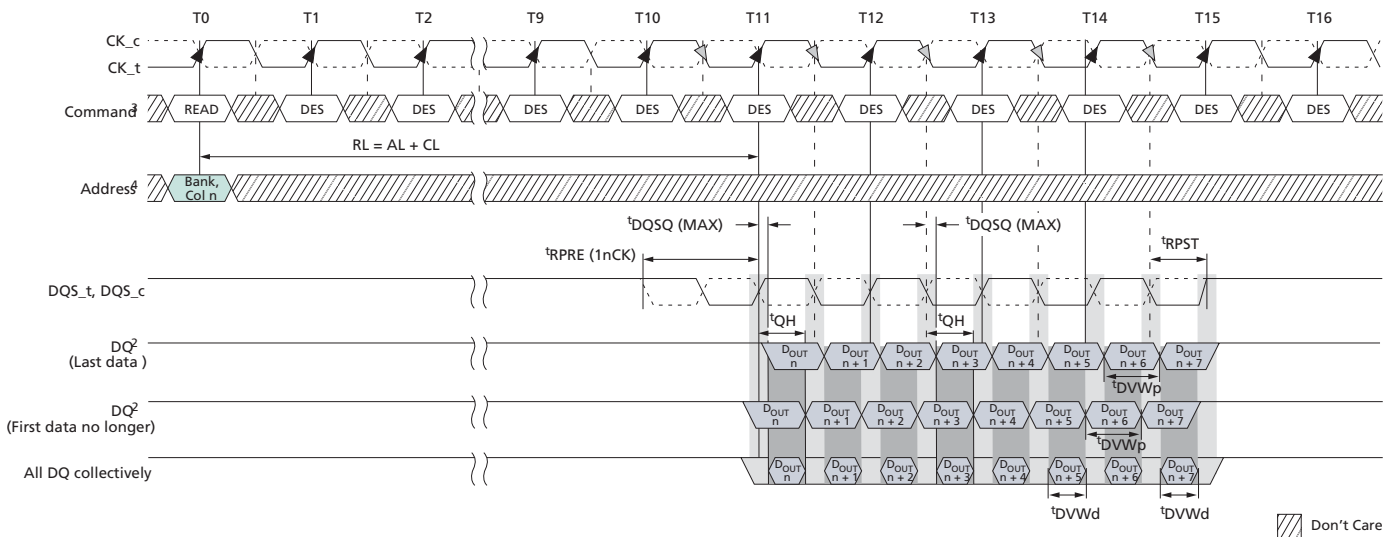 T0 T1 T2 T9 T10 T11 T12 T13 T14 T15 T16
CK_c
CK_t
Command3 READ DES DES DES DES DES DES DES DES DES DES
RL = AL + CL
Address4 Bank, Col n
tDQSQ (MAX) tDQSQ (MAX)
tRPRE (1nCK) tRPST
DQS_t, DQS_c
tQH tQH
DQ2
(Last data )
DOUT n DOUT n + 1 DOUT n + 2 DOUT n + 3 DOUT n + 4 DOUT n + 5 DOUT n + 6 DOUT n + 7
tDVWp
DQ2
(First data no longer)
DOUT n DOUT n + 1 DOUT n + 2 DOUT n + 3 DOUT n + 4 DOUT n + 5 DOUT n + 6 DOUT n + 7
tDVWp
All DQ collectively
DOUT n DOUT n + 1 DOUT n + 2 DOUT n + 3 DOUT n + 4 DOUT n + 5 DOUT n + 6 DOUT n + 7
tDVWd tDVWd
Don't Care